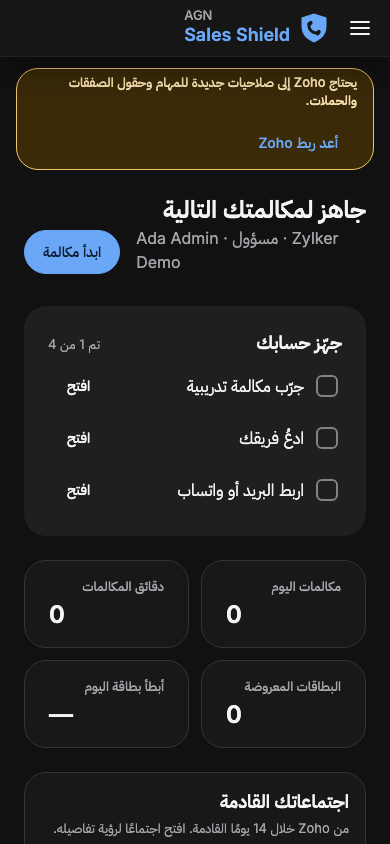 AGN
Sales Shield
يحتاج Zoho إلى صلاحيات جديدة للمهام وحقول الصفقات
والحملات.
أعد ربط Zoho
جاهز لمكالمتك التالية
Ada Admin · مسؤول · Zylker
Demo
ابدأ مكالمة
جهّز حسابك
تم 1 من 4
جرّب مكالمة تدريبية
افتح
ادعُ فريقك
افتح
اربط البريد أو واتساب
افتح
مكالمات اليوم
0
دقائق المكالمات
0
البطاقات المعروضة
0
أبطأ بطاقة اليوم
—
اجتماعاتك القادمة
من Zoho خلال 14 يومًا القادمة. افتح اجتماعًا لرؤية تفاصيله.